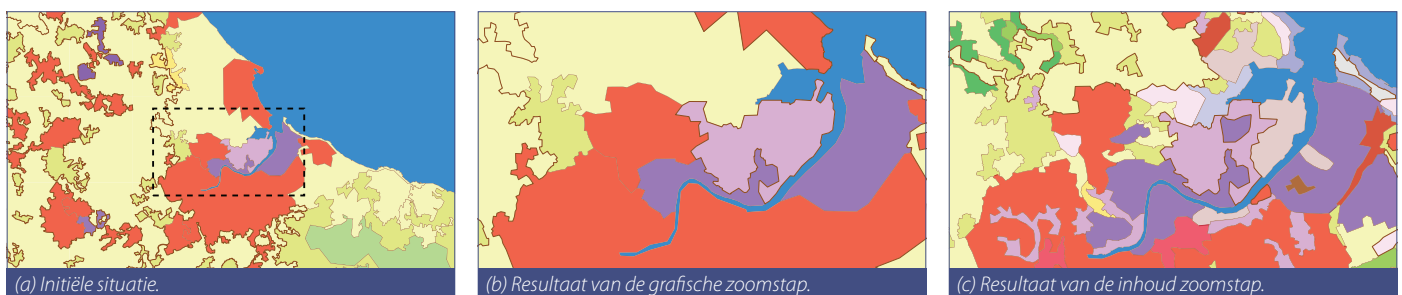 (a) Initiële situatie.
(b) Resultaat van de grafische zoomstap.
(c) Resultaat van de inhoud zoomstap.